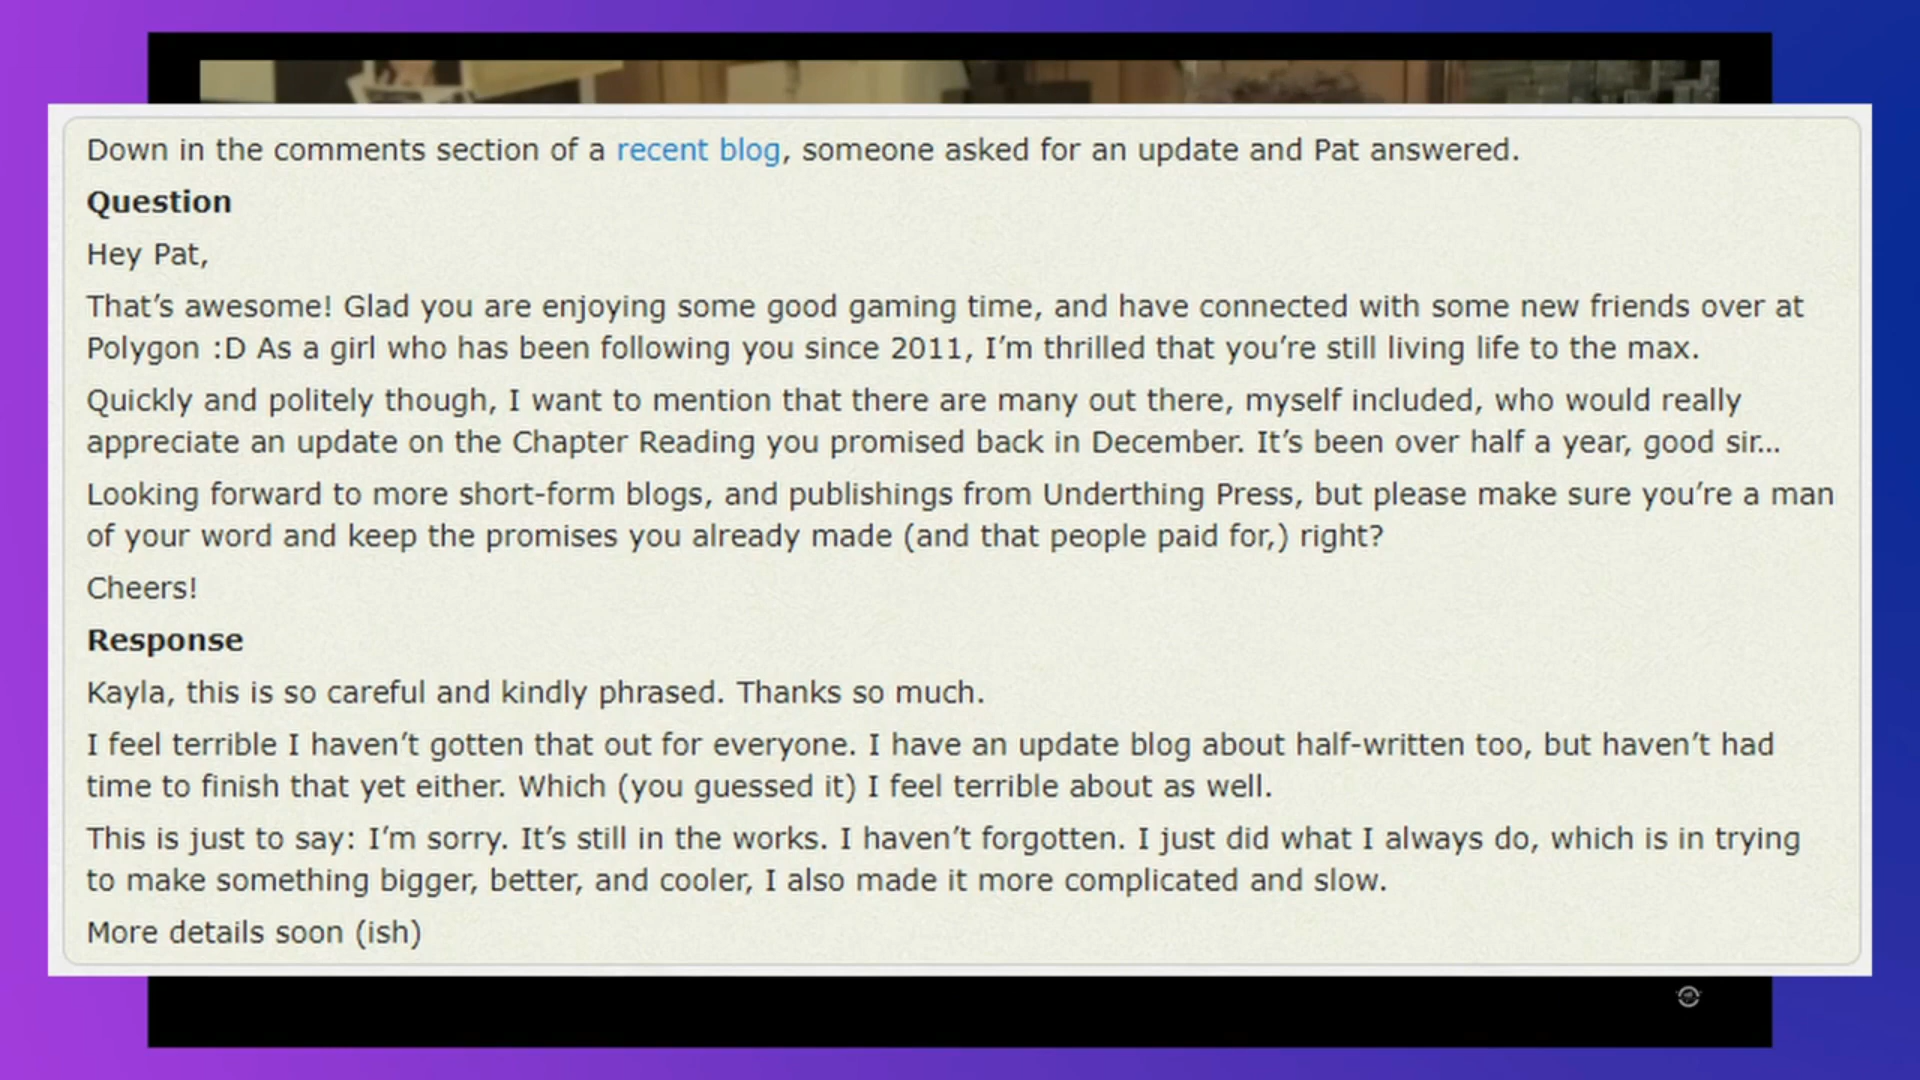 Down in the comments section of a recent blog, someone asked for an update and Pat answered.
Question
Hey Pat,
That’s awesome! Glad you are enjoying some good gaming time, and have connected with some new friends over at
Polygon :D As a girl who has been following you since 2011, I’m thrilled that you’re still living life to the max.
Quickly and politely though, I want to mention that there are many out there, myself included, who would really
appreciate an update on the Chapter Reading you promised back in December. It’s been over half a year, good sir…
Looking forward to more short-form blogs, and publishings from Underthing Press, but please make sure you’re a man
of your word and keep the promises you already made (and that people paid for,) right?
Cheers!
Response
Kayla, this is so careful and kindly phrased. Thanks so much.
I feel terrible I haven’t gotten that out for everyone. I have an update blog about half-written too, but haven’t had
time to finish that yet either. Which (you guessed it) I feel terrible about as well.
This is just to say: I’m sorry. It’s still in the works. I haven’t forgotten. I just did what I always do, which is in trying
to make something bigger, better, and cooler, I also made it more complicated and slow.
More details soon (ish)